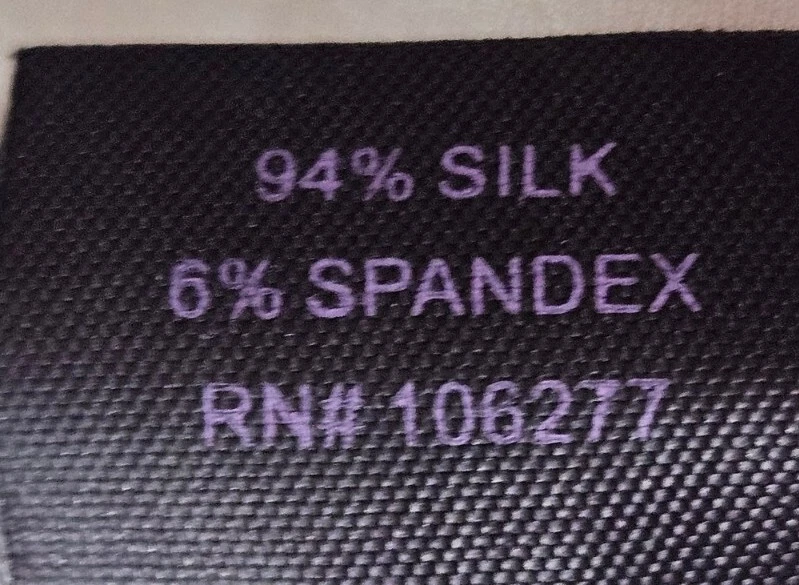 94% SILK
6% SPANDEX
RN# 106277